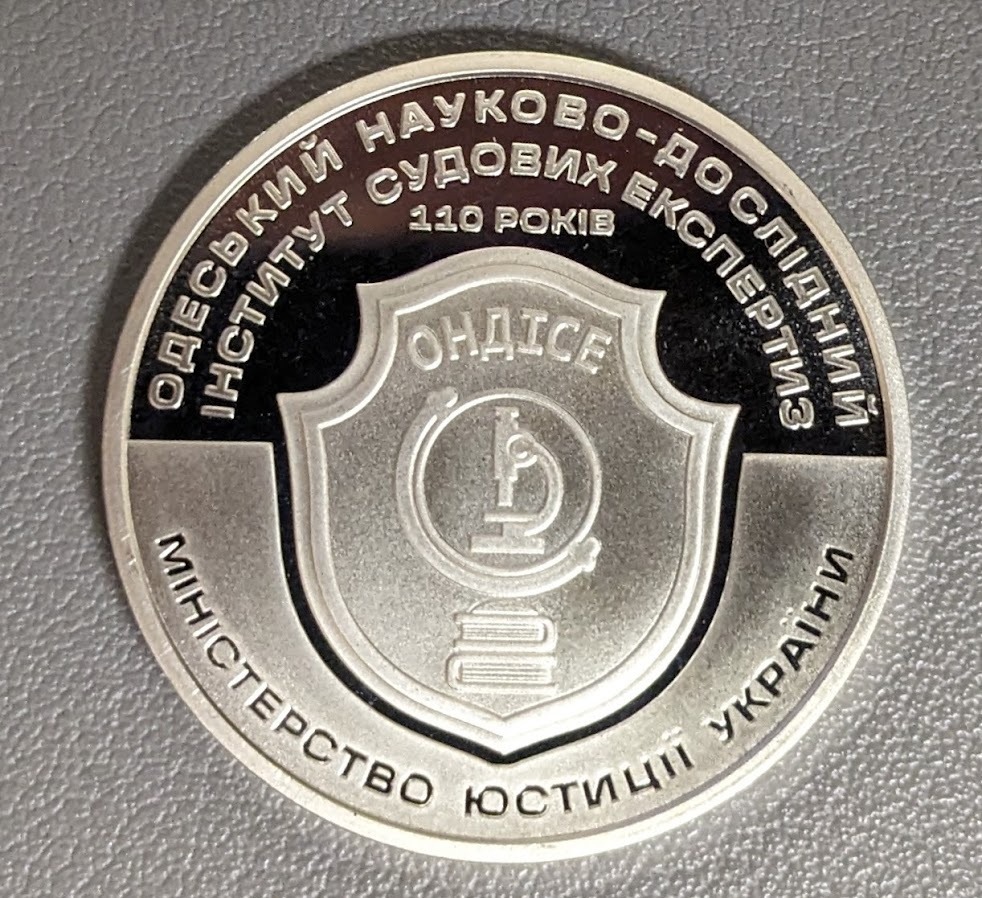 ОДЕСЬКИЙ НАУКОВО-ДОСЛІДНИЙ
ІНСТИТУТ СУДОВИХ ЕКСПЕРТИЗ
110 РОКІВ
ОНДІСЕ
МІНІСТЕРСТВО ЮСТИЦІЇ УКРАЇНИ